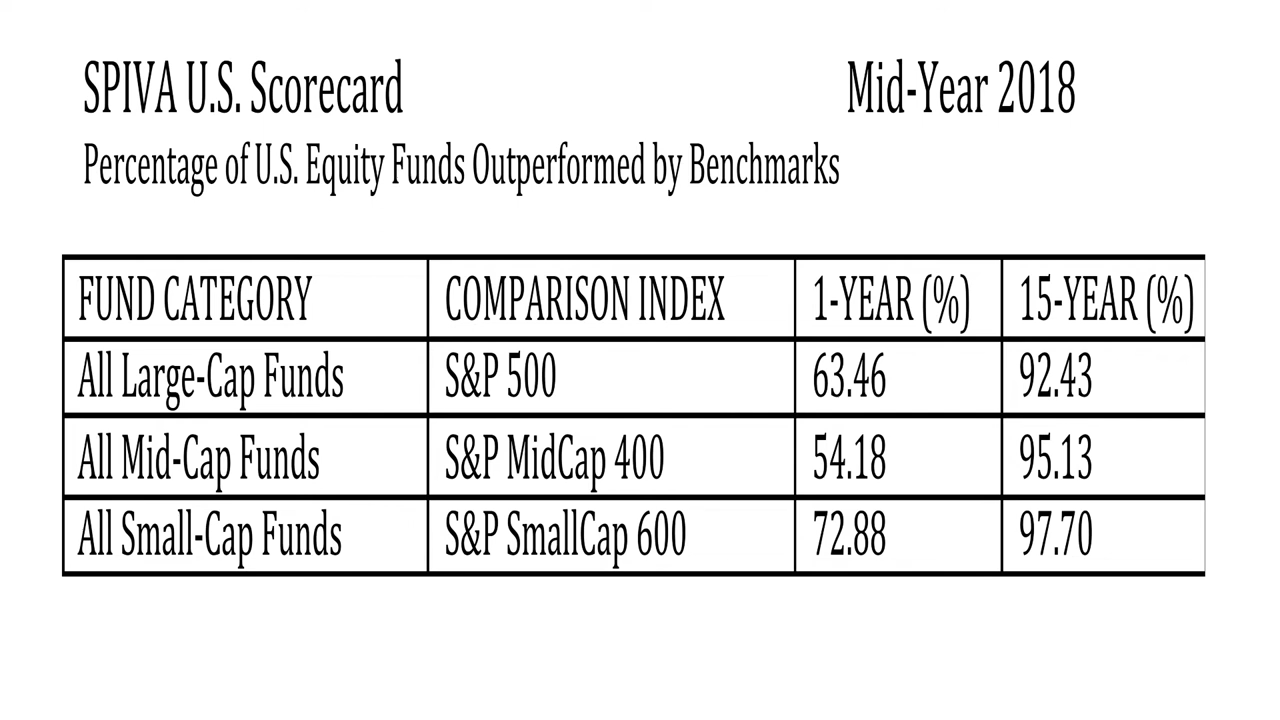 SPIVA U.S. Scorecard Mid-Year 2018
Percentage of U.S. Equity Funds Outperformed by Benchmarks
FUND CATEGORY COMPARISON INDEX 1-YEAR (%) 15-YEAR (%)
All Large-Cap Funds S&P 500 63.46 92.43
All Mid-Cap Funds S&P MidCap 400 54.18 95.13
All Small-Cap Funds S&P SmallCap 600 72.88 97.70